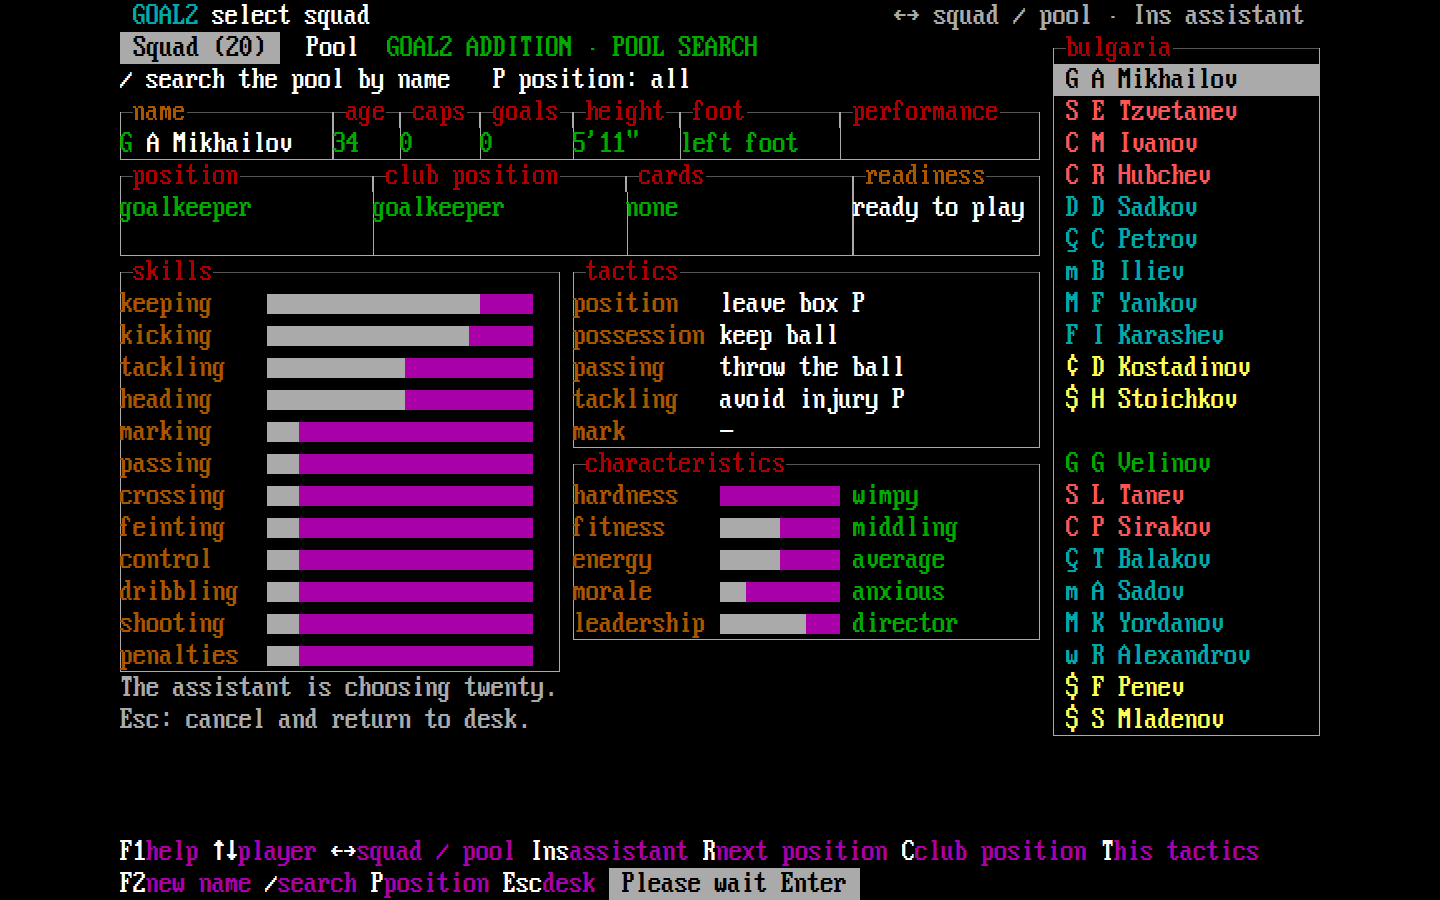 GOAL2 select squad ↔ squad / pool · Ins assistant
Squad (20) Pool GOAL2 ADDITION · POOL SEARCH
/ search the pool by name P position: all
name age caps goals height foot performance
G A Mikhailov 34 0 0 5'11" left foot
position club position cards readiness
goalkeeper goalkeeper none ready to play
skills
keeping
kicking
tackling
heading
marking
passing
crossing
feinting
control
dribbling
shooting
penalties
tactics
position leave box P
possession keep ball
passing throw the ball
tackling avoid injury P
mark –
characteristics
hardness wimpy
fitness middling
energy average
morale anxious
leadership director
bulgaria
G A Mikhailov
S E Tzvetanev
C M Ivanov
C R Hubchev
D D Sadkov
Ç C Petrov
m B Iliev
M F Yankov
F I Karashev
¢ D Kostadinov
$ H Stoichkov
G G Velinov
S L Tanev
C P Sirakov
Ç T Balakov
m A Sadov
M K Yordanov
w R Alexandrov
$ F Penev
$ S Mladenov
The assistant is choosing twenty.
Esc: cancel and return to desk.
F1help ↑↓player ↔squad / pool Insassistant Rnext position Cclub position This tactics
F2new name /search Pposition Escdesk Please wait Enter